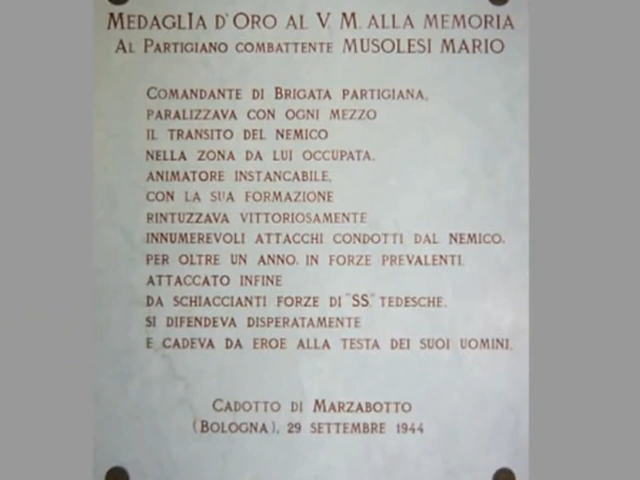 MEDAGLIA D'ORO AL V. M. ALLA MEMORIA
AL PARTIGIANO COMBATTENTE MUSOLESI MARIO
COMANDANTE DI BRIGATA PARTIGIANA,
PARALIZZAVA CON OGNI MEZZO
IL TRANSITO DEL NEMICO
NELLA ZONA DA LUI OCCUPATA.
ANIMATORE INSTANCABILE,
CON LA SUA FORMAZIONE
RINTUZZAVA VITTORIOSAMENTE
INNUMEREVOLI ATTACCHI CONDOTTI DAL NEMICO,
PER OLTRE UN ANNO, IN FORZE PREVALENTI.
ATTACCATO INFINE
DA SCHIACCIANTI FORZE DI "SS." TEDESCHE,
SI DIFENDEVA DISPERATAMENTE
E CADEVA DA EROE ALLA TESTA DEI SUOI UOMINI.
CADOTTO DI MARZABOTTO
(BOLOGNA), 29 SETTEMBRE 1944